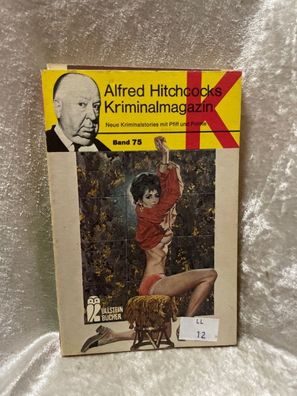 Alfred Hitchcocks
Kriminalmagazin
K
Neue Kriminalstories mit Pfiff und Pointe
Band 75
ULLSTEIN
BÜCHER
LL
12